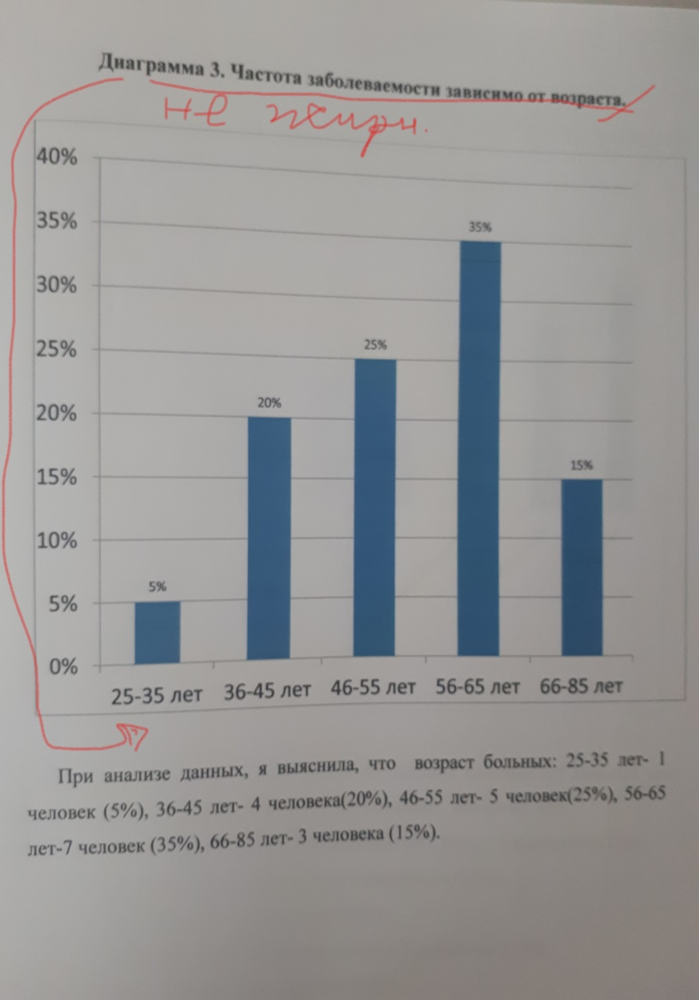 Диаграмма 3. Частота заболеваемости зависимо от возраста.
не жирн.
40%
35%
35%
30%
25%
25%
20%
20%
15%
15%
10%
5%
5%
0%
25-35 лет 36-45 лет 46-55 лет 56-65 лет 66-85 лет
При анализе данных, я выяснила, что возраст больных: 25-35 лет- 1
человек (5%), 36-45 лет- 4 человека(20%), 46-55 лет- 5 человек(25%), 56-65
лет-7 человек (35%), 66-85 лет- 3 человека (15%).